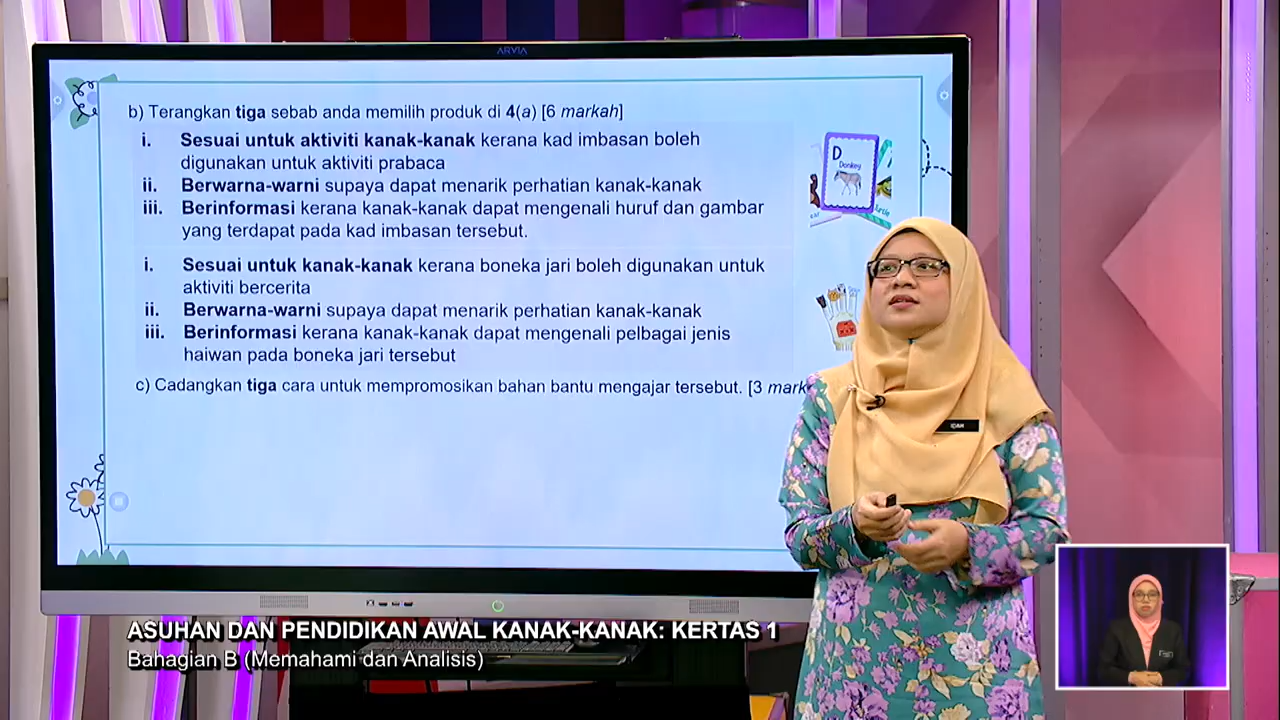 ARVIA
b) Terangkan tiga sebab anda memilih produk di 4(a) [6 markah]
i. Sesuai untuk aktiviti kanak-kanak kerana kad imbasan boleh
digunakan untuk aktiviti prabaca
ii. Berwarna-warni supaya dapat menarik perhatian kanak-kanak
iii. Berinformasi kerana kanak-kanak dapat mengenali huruf dan gambar
yang terdapat pada kad imbasan tersebut.
D
Donkey
i. Sesuai untuk kanak-kanak kerana boneka jari boleh digunakan untuk
aktiviti bercerita
ii. Berwarna-warni supaya dapat menarik perhatian kanak-kanak
iii. Berinformasi kerana kanak-kanak dapat mengenali pelbagai jenis
haiwan pada boneka jari tersebut
c) Cadangkan tiga cara untuk mempromosikan bahan bantu mengajar tersebut. [3 mark
IDAH
ASUHAN DAN PENDIDIKAN AWAL KANAK-KANAK: KERTAS 1
Bahagian B (Memahami dan Analisis)